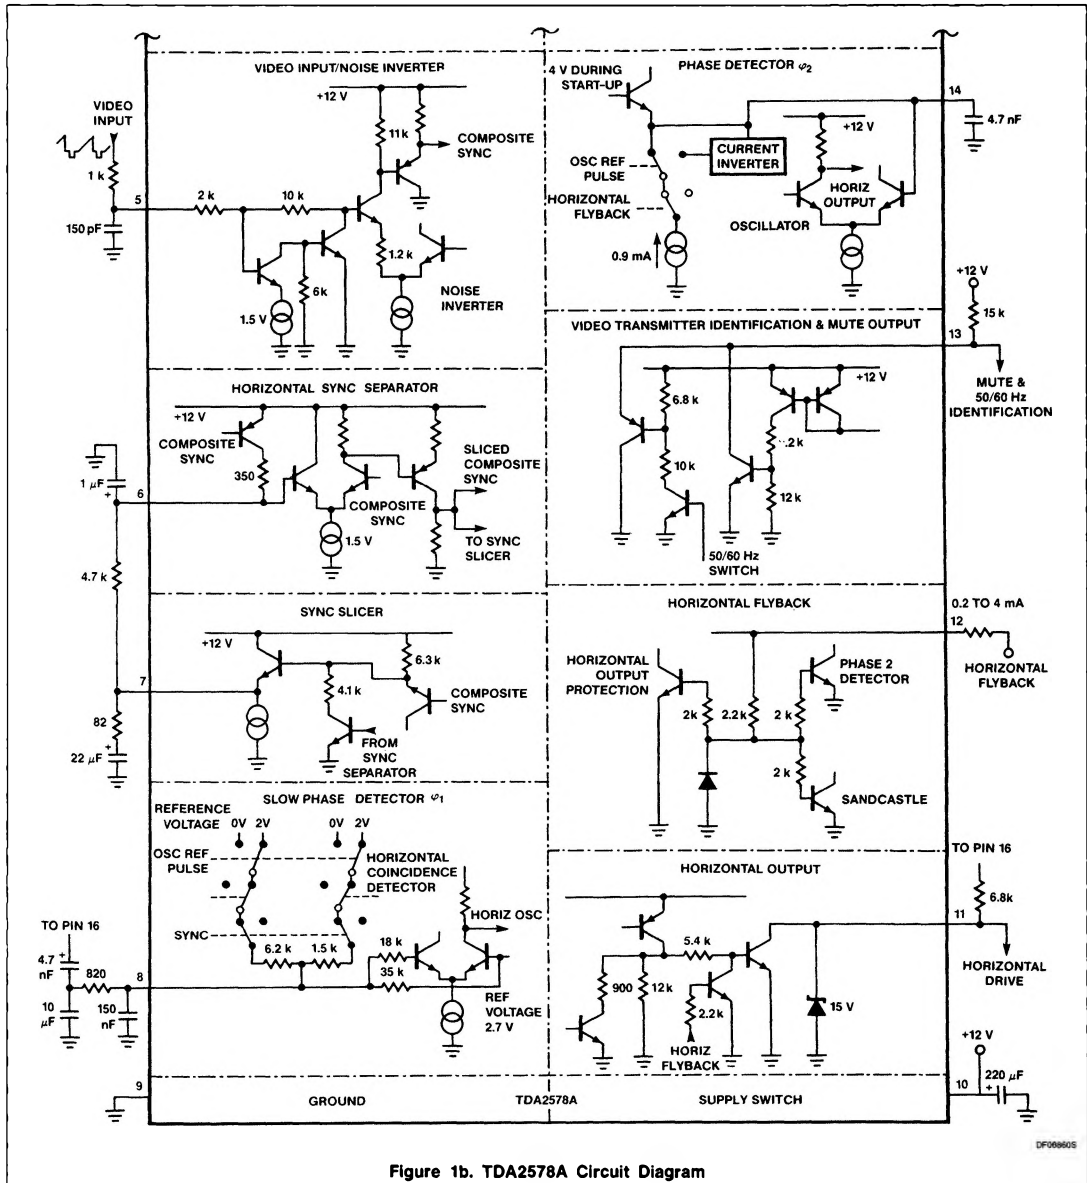 VIDEO INPUT/NOISE INVERTER
+12 V
VIDEO
INPUT
11k
COMPOSITE
SYNC
1 k
5
2 k
10 k
150 pF
1.2k
6k
NOISE
INVERTER
1.5 V
HORIZONTAL SYNC SEPARATOR
+12 V
COMPOSITE
SYNC
350
SLICED
COMPOSITE
SYNC
1 μF
+
6
COMPOSITE
SYNC
1.5 V
TO SYNC
SLICER
4.7 k
SYNC SLICER
+12 V
6.3k
7
4.1k
COMPOSITE
SYNC
82
+
22 μF
FROM
SYNC
SEPARATOR
SLOW PHASE DETECTOR φ1
REFERENCE
VOLTAGE
0V 2V
0V 2V
OSC REF
PULSE
HORIZONTAL
COINCIDENCE
DETECTOR
HORIZ OSC
SYNC
TO PIN 16
6.2 k
1.5 k
18 k
35 k
4.7
nF
+
820
8
10
μF
150
nF
REF
VOLTAGE
2.7 V
9
GROUND
TDA2578A
PHASE DETECTOR φ2
4 V DURING
START-UP
14
+12 V
4.7 nF
CURRENT
INVERTER
OSC REF
PULSE
HORIZ
OUTPUT
HORIZONTAL
FLYBACK
OSCILLATOR
0.9 mA
+12 V
15 k
VIDEO TRANSMITTER IDENTIFICATION & MUTE OUTPUT
13
+12 V
MUTE &
50/60 Hz
IDENTIFICATION
6.8 k
.2k
10k
12 k
50/60 Hz
SWITCH
HORIZONTAL FLYBACK
0.2 TO 4 mA
12
HORIZONTAL
FLYBACK
HORIZONTAL
OUTPUT
PROTECTION
PHASE 2
DETECTOR
2k
2.2k
2 k
2 k
SANDCASTLE
HORIZONTAL OUTPUT
TO PIN 16
6.8k
11
5.4 k
HORIZONTAL
DRIVE
900
12k
2.2k
15 V
HORIZ
FLYBACK
+12 V
220 μF
10
+
SUPPLY SWITCH
DF08860S
Figure 1b. TDA2578A Circuit Diagram